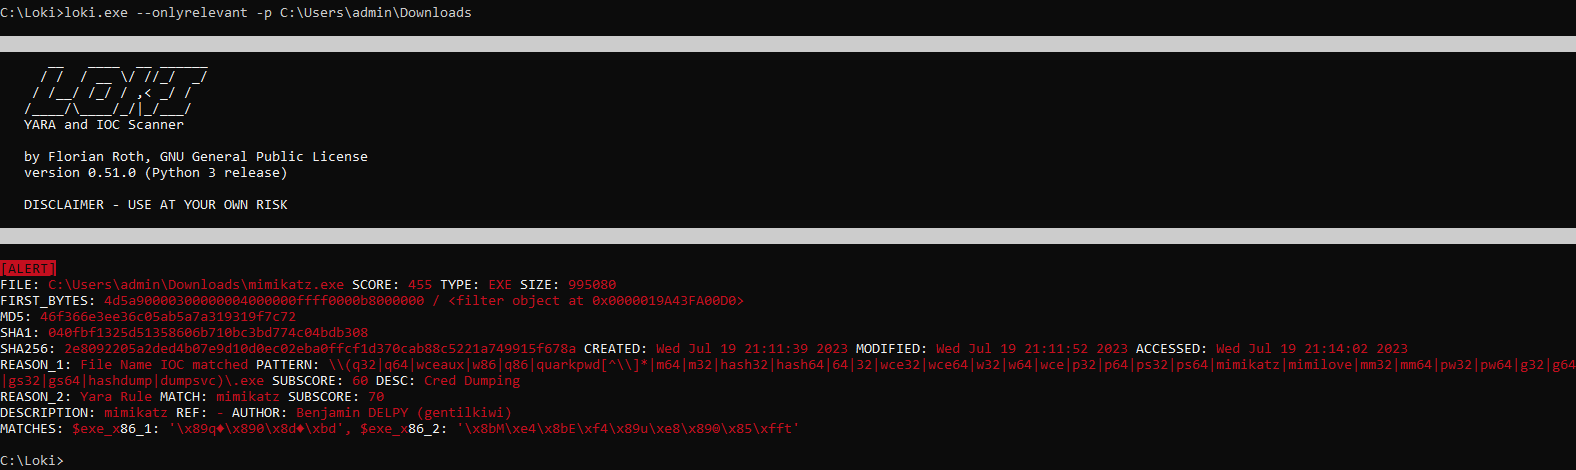 C:\Loki>loki.exe --onlyrelevant -p C:\Users\admin\Downloads
YARA and IOC Scanner
by Florian Roth, GNU General Public License
version 0.51.0 (Python 3 release)
DISCLAIMER - USE AT YOUR OWN RISK
[ALERT]
FILE: C:\Users\admin\Downloads\mimikatz.exe SCORE: 455 TYPE: EXE SIZE: 995080
FIRST_BYTES: 4d5a90000300000004000000ffff0000b8000000 / <filter object at 0x0000019A43FA00D0>
MD5: 46f366e3ee36c05ab5a7a319319f7c72
SHA1: 040fbf1325d51358606b710bc3bd774c04bdb308
SHA256: 2e8092205a2ded4b07e9d10d0ec02eba0ffcf1d370cab88c5221a749915f678a CREATED: Wed Jul 19 21:11:39 2023 MODIFIED: Wed Jul 19 21:11:52 2023 ACCESSED: Wed Jul 19 21:14:02 2023
REASON_1: File Name IOC matched PATTERN: \\(q32|q64|wceaux|w86|q86|quarkpwd[^\\]*|m64|m32|hash32|hash64|64|32|wce32|wce64|w32|w64|wce|p32|p64|ps32|ps64|mimikatz|mimilove|mm32|mm64|pw32|pw64|g32|g64
|gs32|gs64|hashdump|dumpsvc)\.exe SUBSCORE: 60 DESC: Cred Dumping
REASON_2: Yara Rule MATCH: mimikatz SUBSCORE: 70
DESCRIPTION: mimikatz REF: - AUTHOR: Benjamin DELPY (gentilkiwi)
MATCHES: $exe_x86_1: '\x89q♦\x890\x8d♦\xbd', $exe_x86_2: '\x8bM\xe4\x8bE\xf4\x89u\xe8\x89☺\x85\xfft'
C:\Loki>